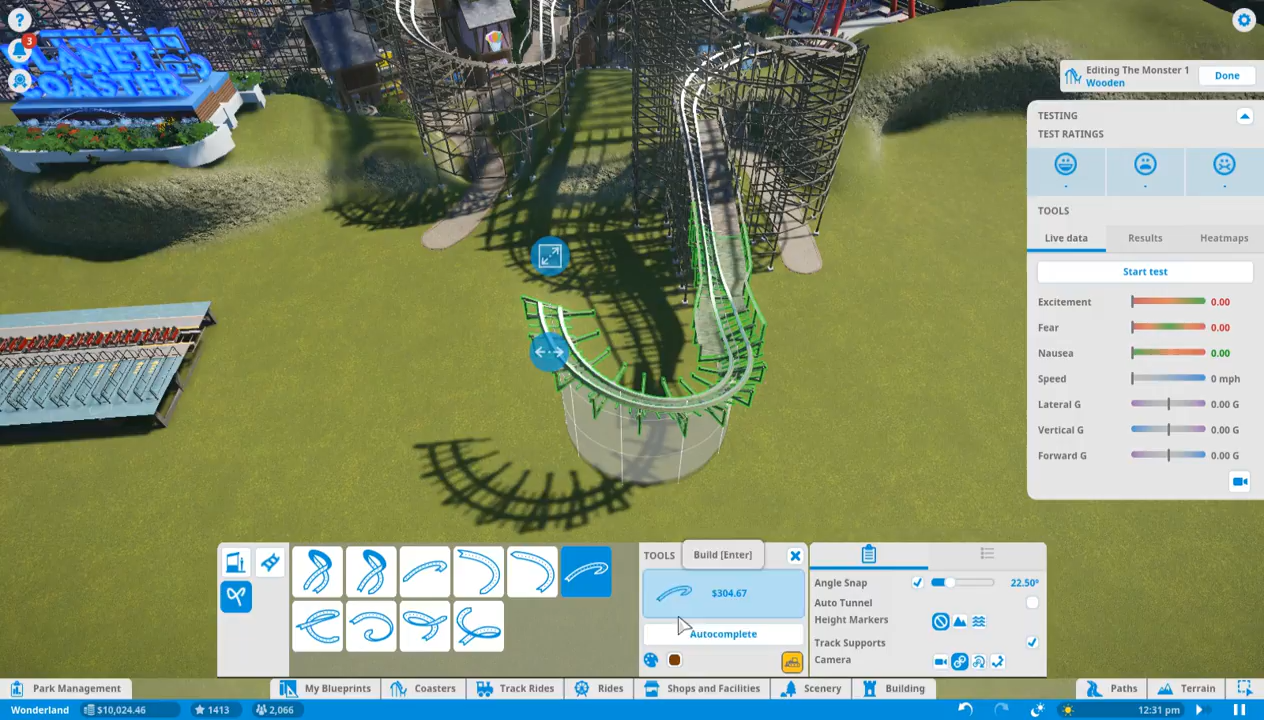 ?
3
PLANET
COASTER
Editing The Monster 1
Wooden
Done
TESTING
TEST RATINGS
-
-
-
TOOLS
Live data
Results
Heatmaps
Start test
Excitement 0.00
Fear 0.00
Nausea 0.00
Speed 0 mph
Lateral G 0.00 G
Vertical G 0.00 G
Forward G 0.00 G
TOOLS
Build [Enter]
$304.67
Autocomplete
Angle Snap 22.50°
Auto Tunnel
Height Markers
Track Supports
Camera
Park Management
My Blueprints
Coasters
Track Rides
Rides
Shops and Facilities
Scenery
Building
Paths
Terrain
Wonderland
$10,024.46
1413
2,066
12:31 pm